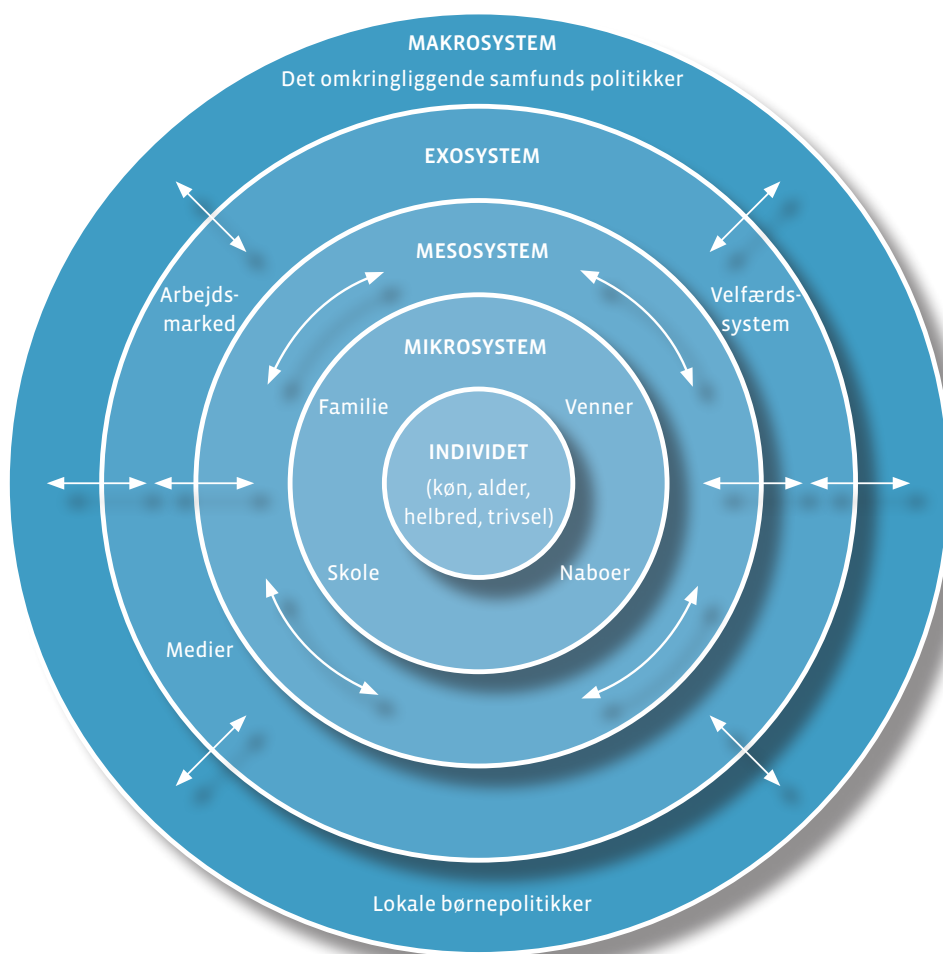 MAKROSYSTEM
Det omkringliggende samfunds politikker
EXOSYSTEM
MESOSYSTEM
Arbejds-
marked
Velfærds-
system
MIKROSYSTEM
Familie
Venner
INDIVIDET
(køn, alder,
helbred, trivsel)
Skole
Naboer
Medier
Lokale børnepolitikker